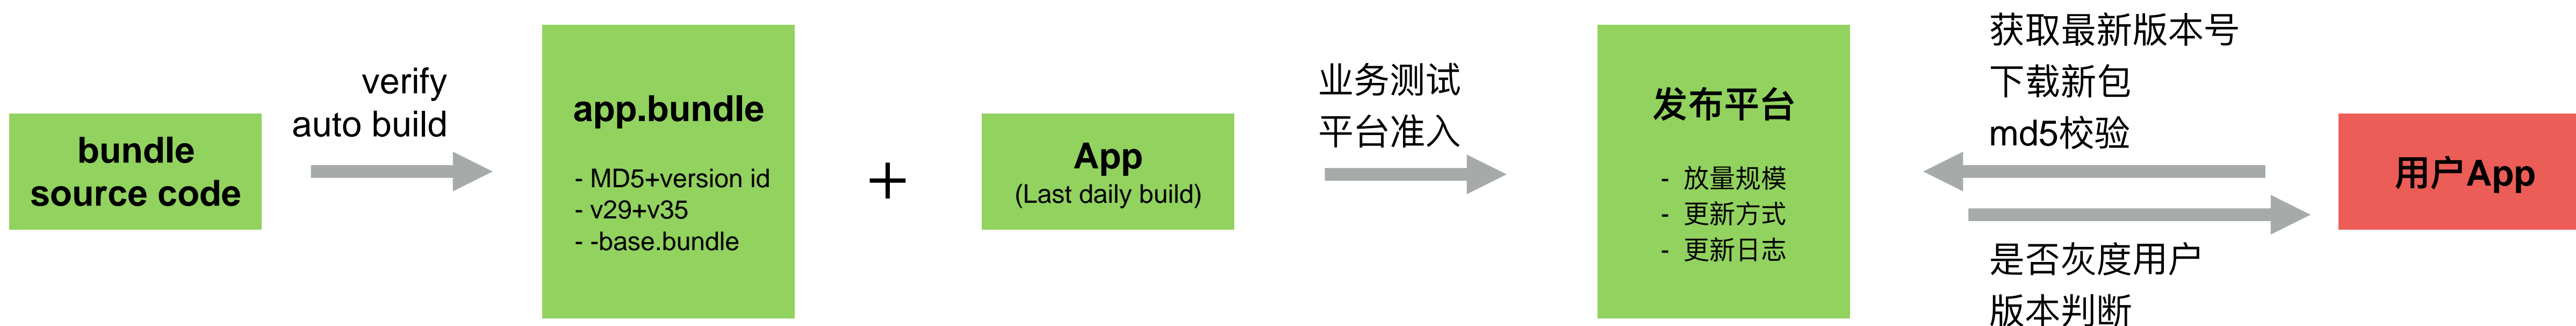 bundle
source code
verify
auto build
app.bundle
- MD5+version id
- v29+v35
- -base.bundle
+
App
(Last daily build)
业务测试
平台准入
发布平台
- 放量规模
- 更新方式
- 更新日志
获取最新版本号
下载新包
md5校验
是否灰度用户
版本判断
用户App